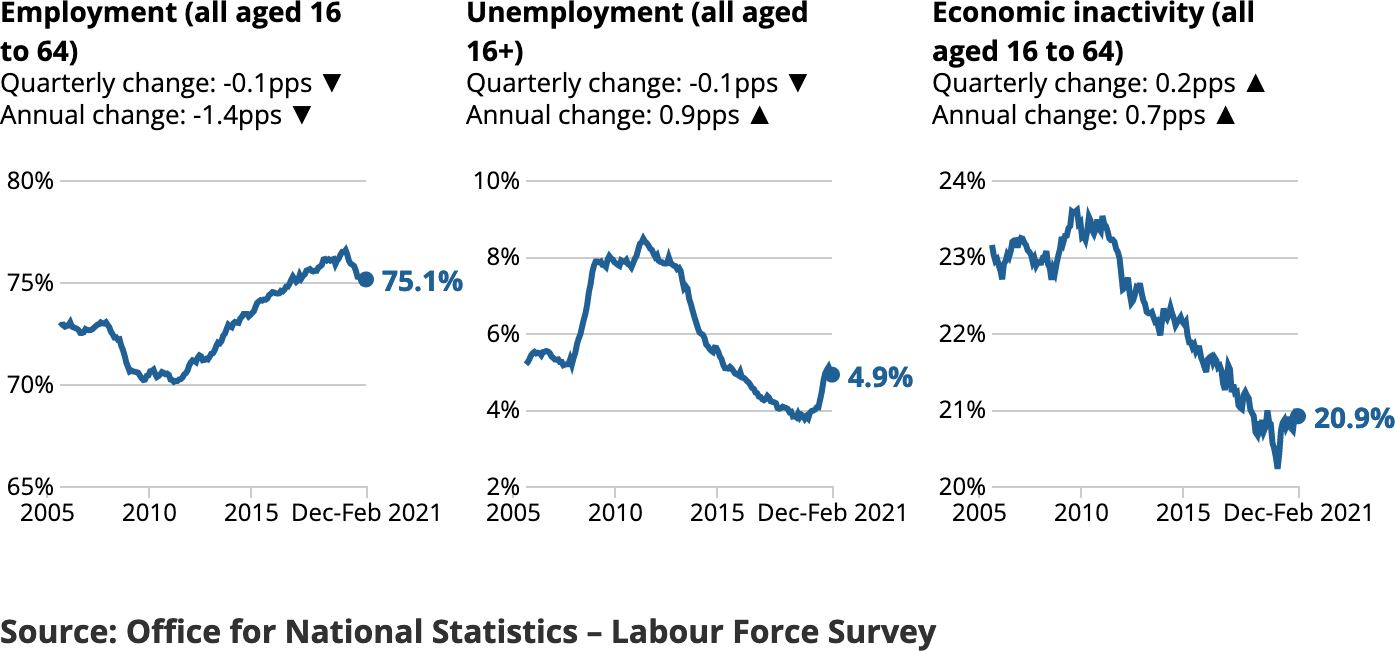 Employment (all aged 16
to 64)
Quarterly change: -0.1pps ▼
Annual change: -1.4pps ▼
80%
75%
70%
65%
75.1%
2005 2010 2015 Dec-Feb 2021
Unemployment (all aged
16+)
Quarterly change: -0.1pps ▼
Annual change: 0.9pps ▲
10%
8%
6%
4%
2%
4.9%
2005 2010 2015 Dec-Feb 2021
Economic inactivity (all
aged 16 to 64)
Quarterly change: 0.2pps ▲
Annual change: 0.7pps ▲
24%
23%
22%
21%
20%
20.9%
2005 2010 2015 Dec-Feb 2021
Source: Office for National Statistics – Labour Force Survey